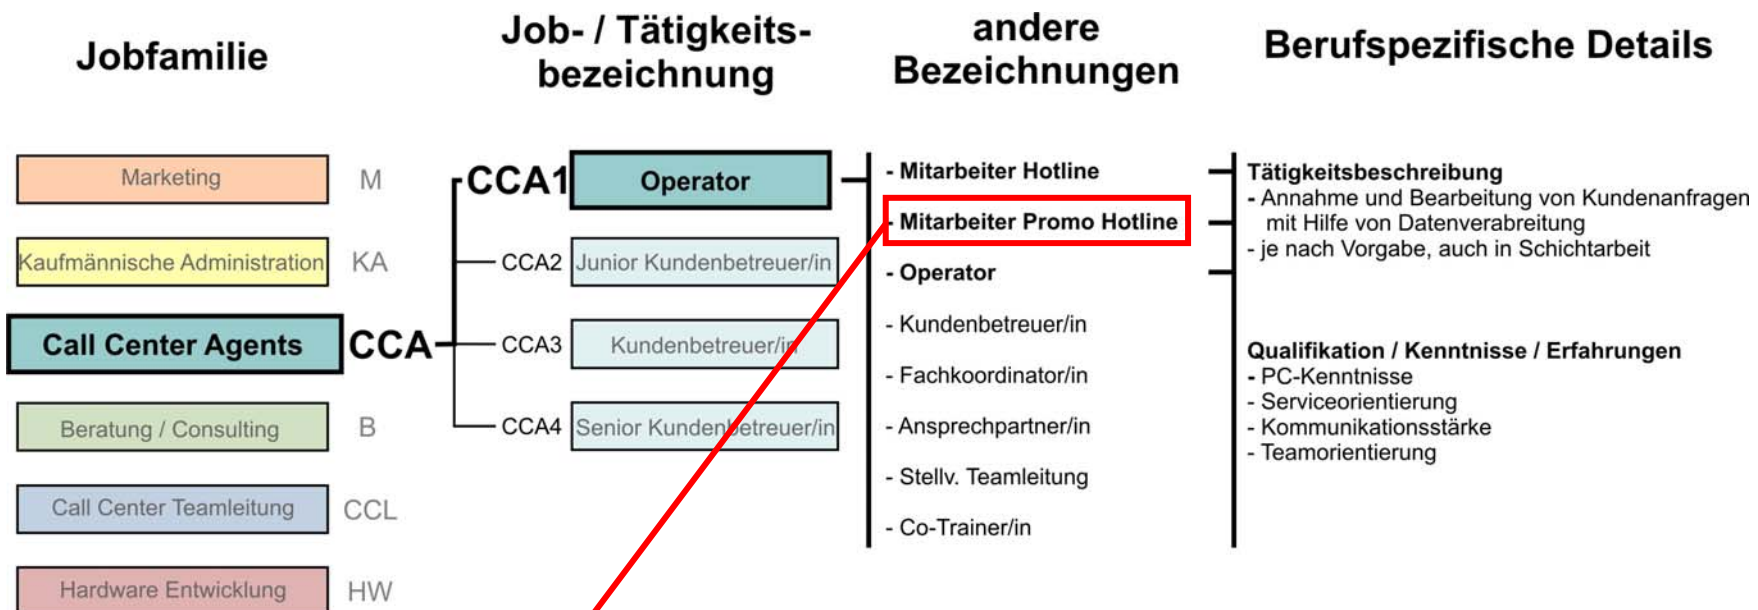 Jobfamilie
Job- / Tätigkeits-
bezeichnung
andere
Bezeichnungen
Berufspezifische Details
Marketing M
Kaufmännische Administration KA
Call Center Agents CCA
Beratung / Consulting B
Call Center Teamleitung CCL
Hardware Entwicklung HW
CCA1 Operator
CCA2 Junior Kundenbetreuer/in
CCA3 Kundenbetreuer/in
CCA4 Senior Kundenbetreuer/in
- Mitarbeiter Hotline
- Mitarbeiter Promo Hotline
- Operator
- Kundenbetreuer/in
- Fachkoordinator/in
- Ansprechpartner/in
- Stellv. Teamleitung
- Co-Trainer/in
Tätigkeitsbeschreibung
- Annahme und Bearbeitung von Kundenanfragen
mit Hilfe von Datenverabreitung
- je nach Vorgabe, auch in Schichtarbeit
Qualifikation / Kenntnisse / Erfahrungen
- PC-Kenntnisse
- Serviceorientierung
- Kommunikationsstärke
- Teamorientierung